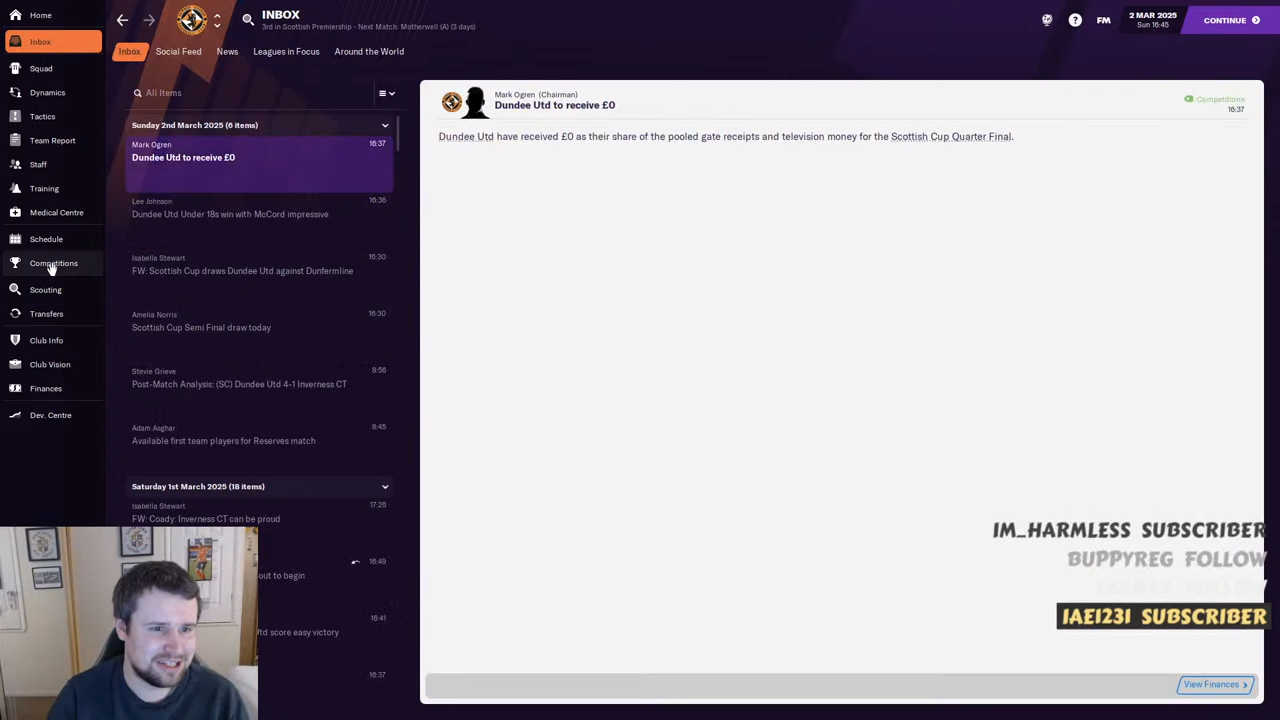 Home
Inbox
Squad
Dynamics
Tactics
Team Report
Staff
Training
Medical Centre
Schedule
Competitions
Scouting
Transfers
Club Info
Club Vision
Finances
Dev. Centre
INBOX
3rd in Scottish Premiership - Next Match: Motherwell (A) (3 days)
FM
2 MAR 2025
Sun 16:45
CONTINUE
Inbox
Social Feed
News
Leagues in Focus
Around the World
All Items
Sunday 2nd March 2025 (6 items)
Mark Ogren
16:37
Dundee Utd to receive £0
Lee Johnson
16:36
Dundee Utd Under 18s win with McCord impressive
Isabella Stewart
16:30
FW: Scottish Cup draws Dundee Utd against Dunfermline
Amelia Norris
16:30
Scottish Cup Semi Final draw today
Stevie Grieve
8:56
Post-Match Analysis: (SC) Dundee Utd 4-1 Inverness CT
Adam Asghar
8:45
Available first team players for Reserves match
Saturday 1st March 2025 (18 items)
Isabella Stewart
17:26
FW: Coady: Inverness CT can be proud
16:49
out to begin
16:41
Utd score easy victory
16:37
Mark Ogren (Chairman)
Dundee Utd to receive £0
Competitions
16:37
Dundee Utd have received £0 as their share of the pooled gate receipts and television money for the Scottish Cup Quarter Final.
IM_HARMLESS SUBSCRIBER
BUPPYREG FOLLOW
IAE1231 SUBSCRIBER
View Finances